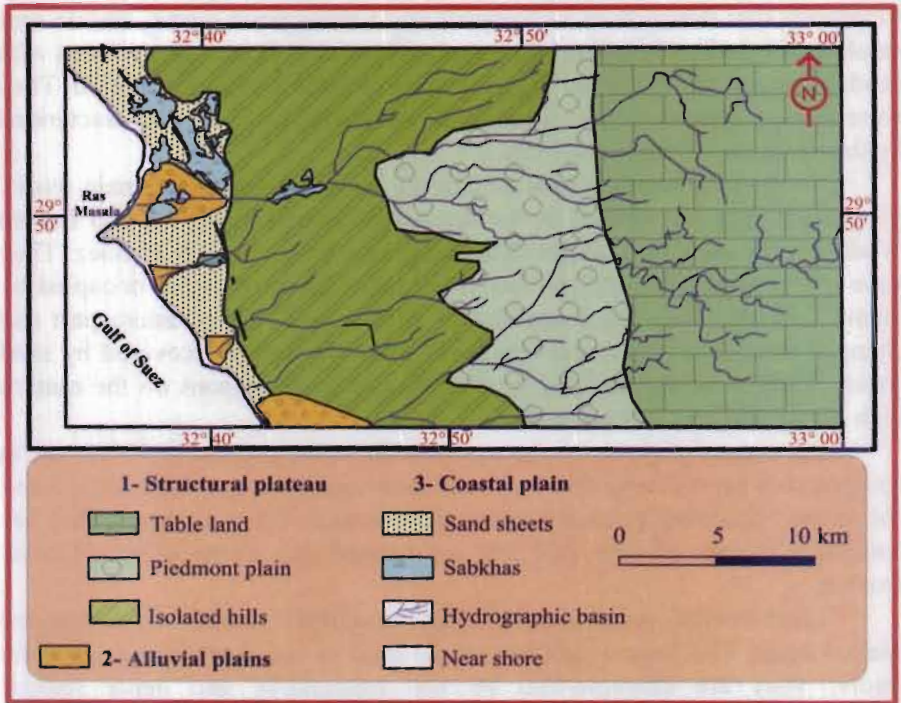 32°40' 32°50' 33°00'
N
Ras
Masala
29°
50'
29°
50'
Gulf of Suez
32°40' 32°50' 33°00'
1- Structural plateau
Table land
Piedmont plain
Isolated hills
2- Alluvial plains
3- Coastal plain
Sand sheets
Sabkhas
Hydrographic basin
Near shore
0 5 10 km